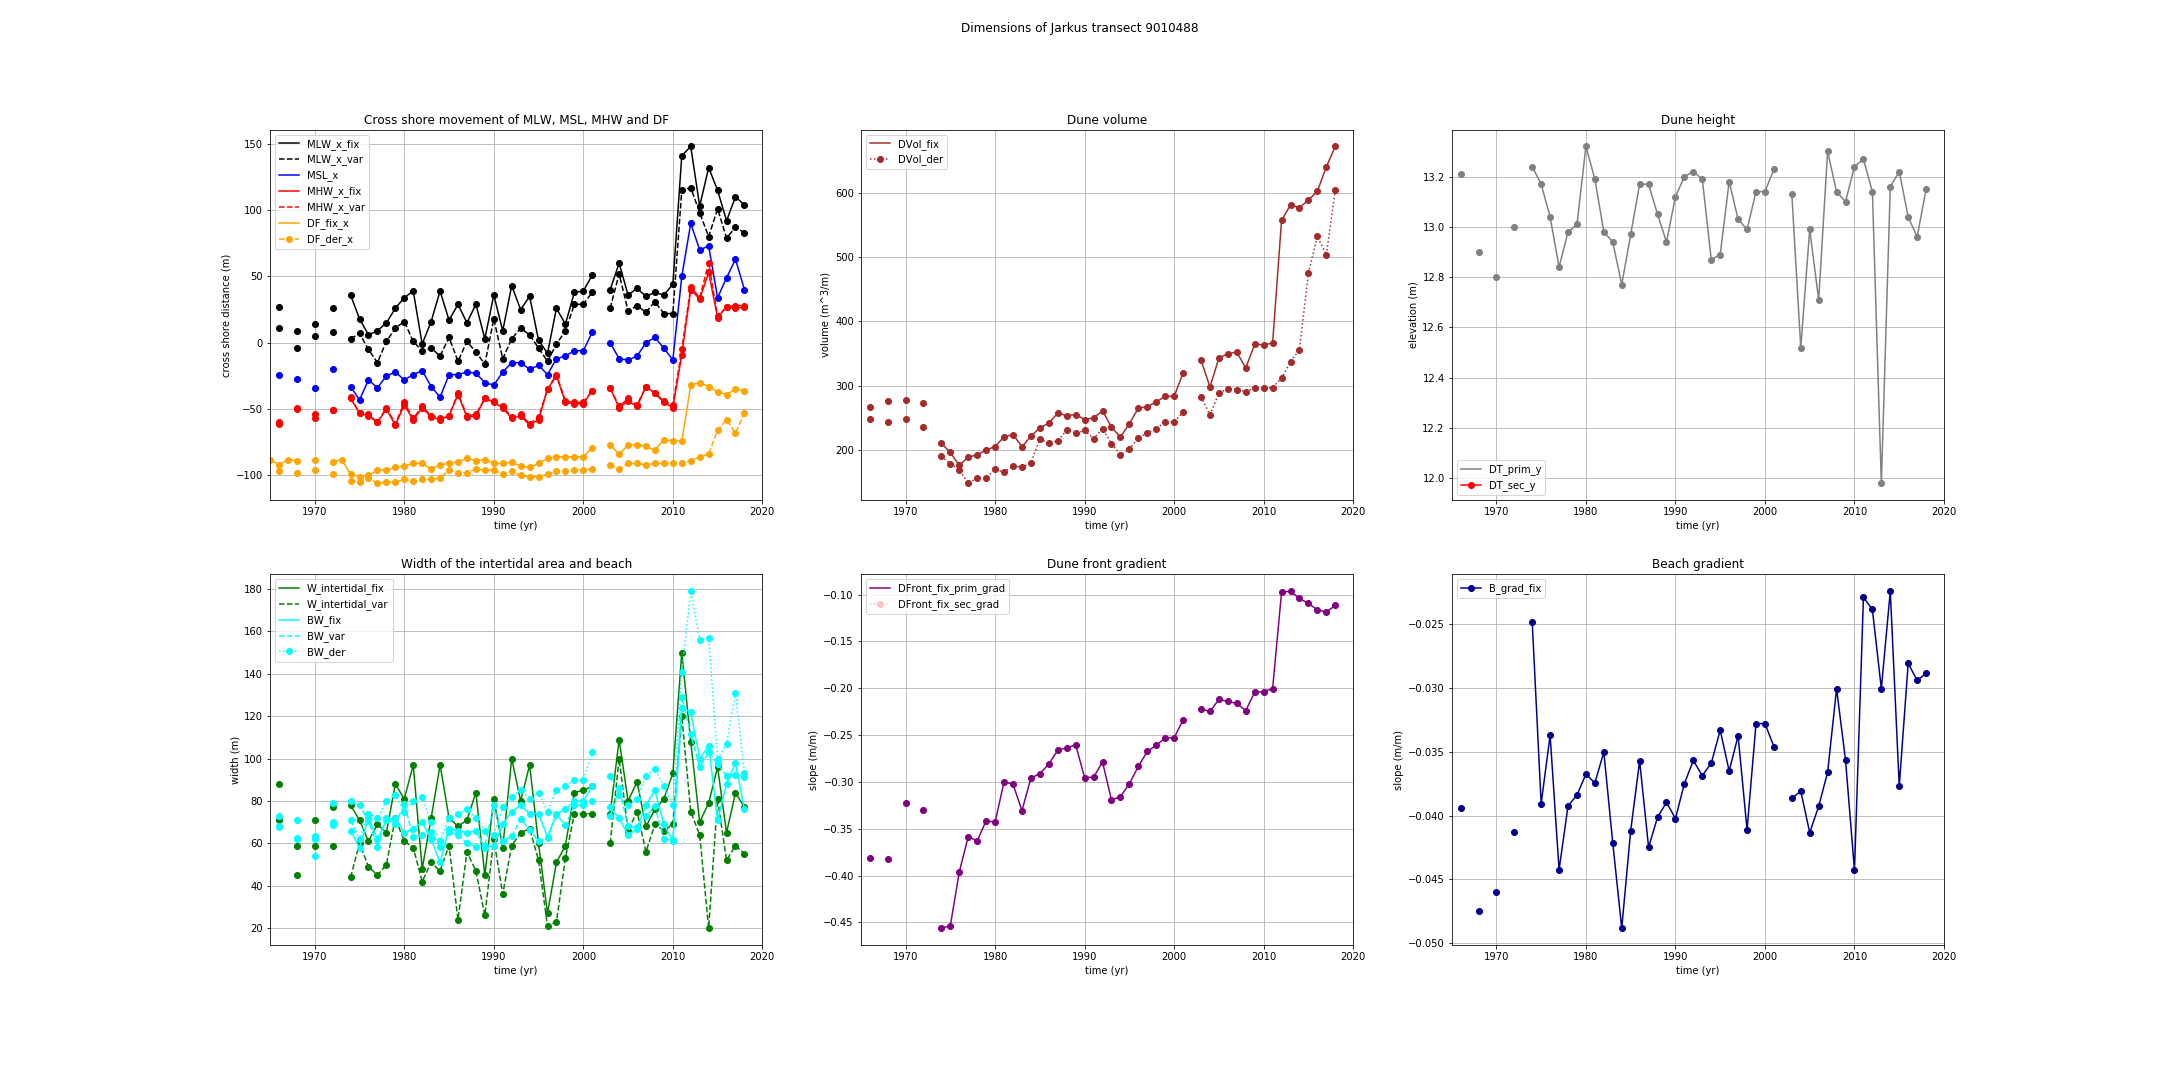 Dimensions of Jarkus transect 9010488
Cross shore movement of MLW, MSL, MHW and DF
cross shore distance (m)
150
100
50
0
−50
−100
MLW_x_fix
MLW_x_var
MSL_x
MHW_x_fix
MHW_x_var
DF_fix_x
DF_der_x
1970 1980 1990 2000 2010 2020
time (yr)
Dune volume
volume (m^3/m)
600
500
400
300
200
DVol_fix
DVol_der
1970 1980 1990 2000 2010 2020
time (yr)
Dune height
elevation (m)
13.2
13.0
12.8
12.6
12.4
12.2
12.0
DT_prim_y
DT_sec_y
1970 1980 1990 2000 2010 2020
time (yr)
Width of the intertidal area and beach
width (m)
180
160
140
120
100
80
60
40
20
W_intertidal_fix
W_intertidal_var
BW_fix
BW_var
BW_der
1970 1980 1990 2000 2010 2020
time (yr)
Dune front gradient
slope (m/m)
−0.10
−0.15
−0.20
−0.25
−0.30
−0.35
−0.40
−0.45
DFront_fix_prim_grad
DFront_fix_sec_grad
1970 1980 1990 2000 2010 2020
time (yr)
Beach gradient
slope (m/m)
−0.025
−0.030
−0.035
−0.040
−0.045
−0.050
B_grad_fix
1970 1980 1990 2000 2010 2020
time (yr)